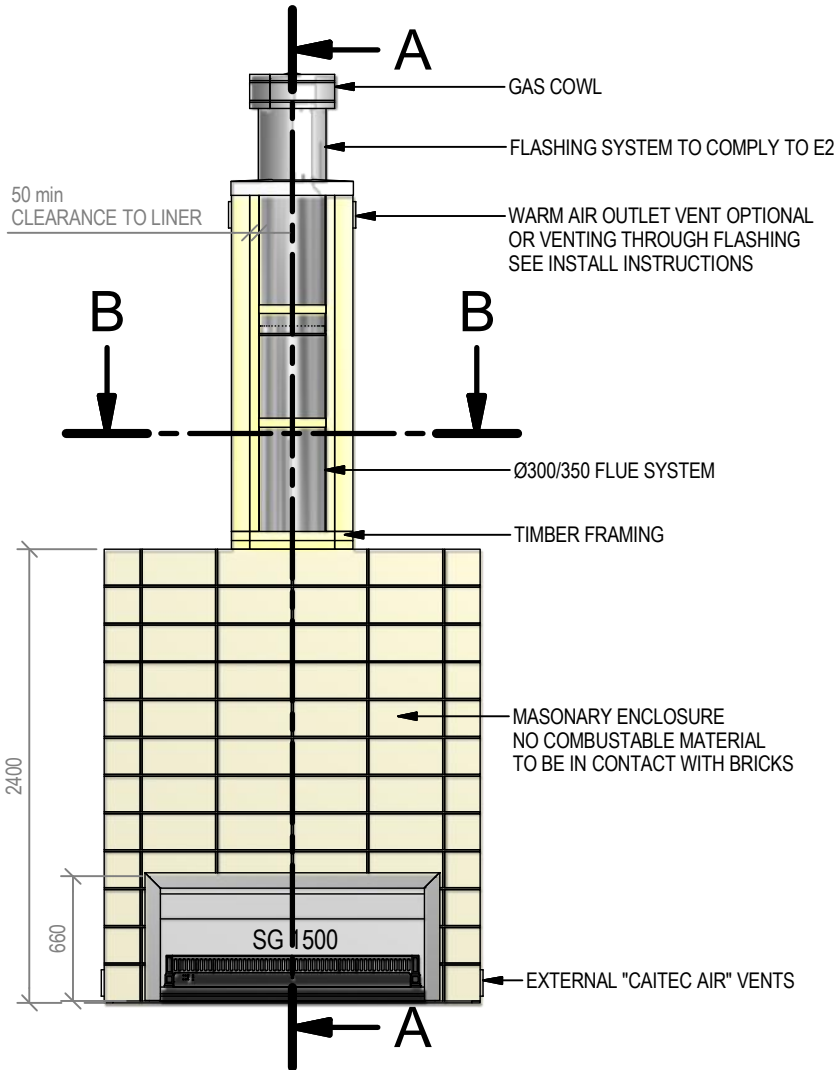 A
GAS COWL
FLASHING SYSTEM TO COMPLY TO E2
50 min
CLEARANCE TO LINER
WARM AIR OUTLET VENT OPTIONAL
OR VENTING THROUGH FLASHING
SEE INSTALL INSTRUCTIONS
B
B
Ø300/350 FLUE SYSTEM
TIMBER FRAMING
MASONARY ENCLOSURE
NO COMBUSTABLE MATERIAL
TO BE IN CONTACT WITH BRICKS
2400
660
SG 1500
EXTERNAL "CAITEC AIR" VENTS
A